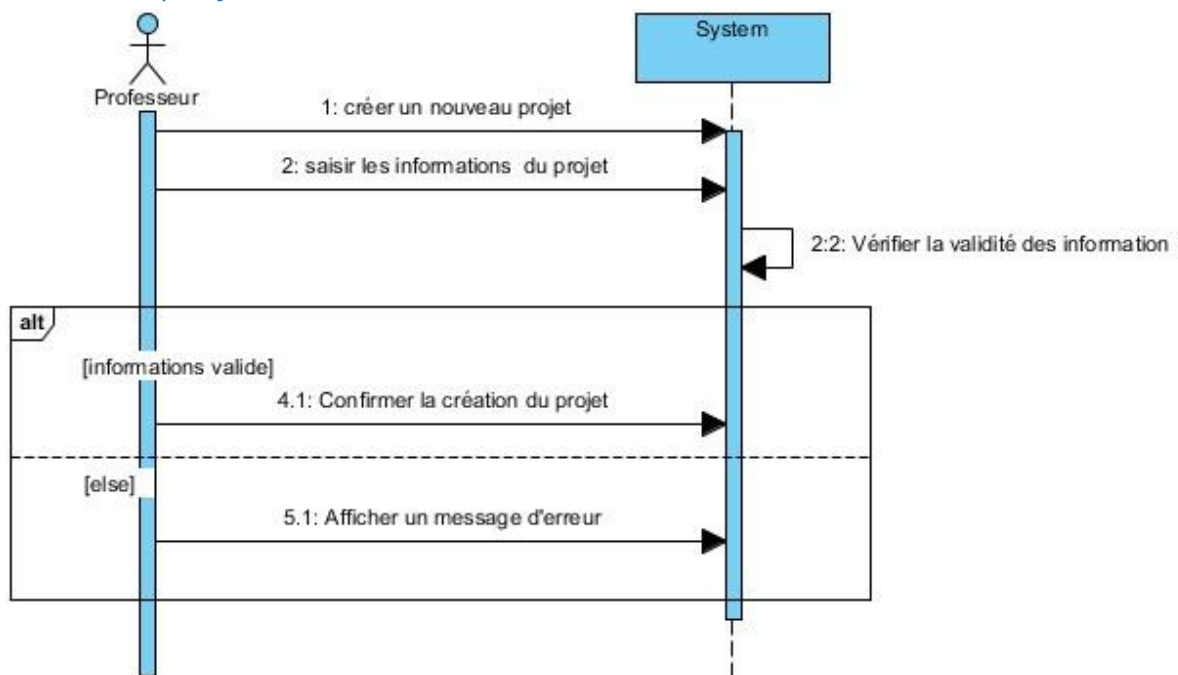 System
Professeur
1: créer un nouveau projet
2: saisir les informations du projet
2:2: Vérifier la validité des information
alt
[informations valide]
4.1: Confirmer la création du projet
[else]
5.1: Afficher un message d'erreur